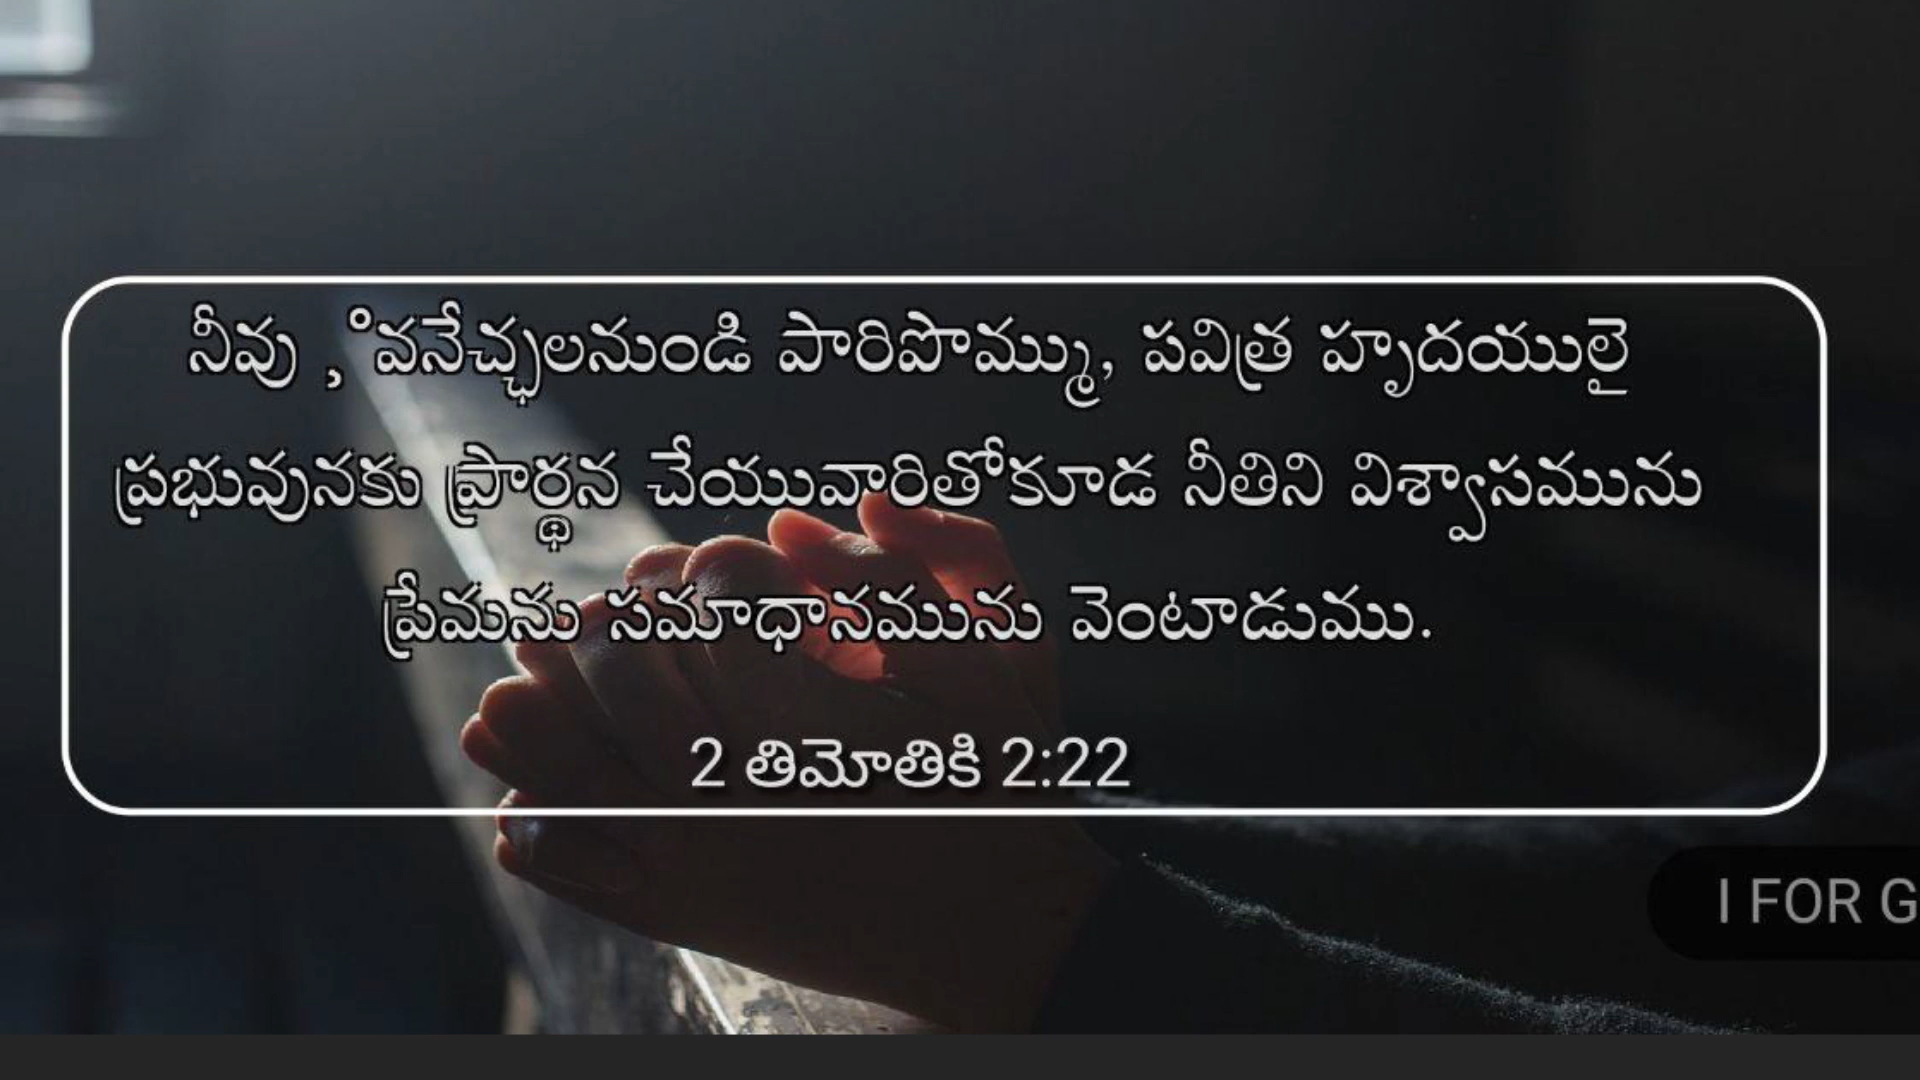 నీవు , ివనేచ్ఛలనుండి పారిపొమ్ము, పవిత్ర హృదయులై
ప్రభువునకు ప్రార్థన చేయువారితోకూడ నీతిని విశ్వాసమును
ప్రేమను సమాధానమును వెంటాడుము.
2 తిమోతికి 2:22
I FOR G